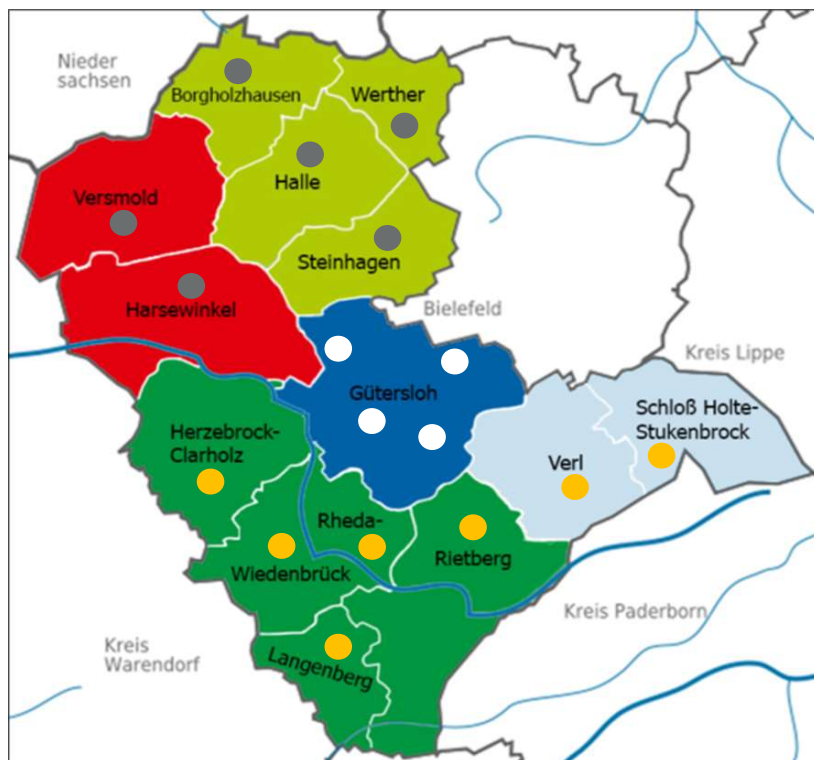 Nieder
sachsen
Borgholzhausen
Werther
Halle
Versmold
Steinhagen
Harsewinkel
Bielefeld
Kreis Lippe
Gütersloh
Schloß Holte-
Stukenbrock
Herzebrock-
Clarholz
Verl
Rheda-
Wiedenbrück
Rietberg
Kreis Paderborn
Kreis
Warendorf
Langenberg